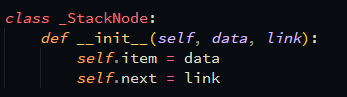 class _StackNode:
    def __init__(self, data, link):
        self.item = data
        self.next = link